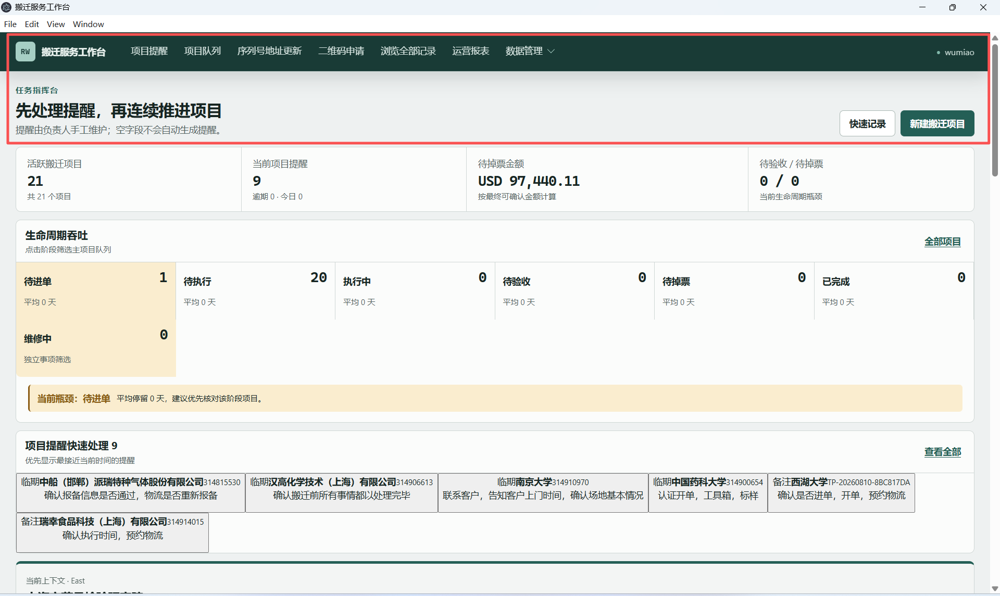 搬迁服务工作台
File Edit View Window
RW 搬迁服务工作台 项目提醒 项目队列 序列号地址更新 二维码申请 浏览全部记录 运营报表 数据管理 • wumiao
任务指挥台
先处理提醒，再连续推进项目
提醒由负责人手工维护；空字段不会自动生成提醒。
快速记录 新建搬迁项目
活跃搬迁项目 当前项目提醒 待掉票金额 待验收 / 待掉票
21 9 USD 97,440.11 0 / 0
共 21 个项目 逾期 0 · 今日 0 按最终可确认金额计算 当前生命周期瓶颈
生命周期吞吐
点击阶段筛选主项目队列
全部项目
待进单 1 待执行 20 执行中 0 待验收 0 待掉票 0 已完成 0
平均 0 天 平均 0 天 平均 0 天 平均 0 天 平均 0 天 平均 0 天
维修中 0
独立事项筛选
当前瓶颈：待进单 平均停留 0 天，建议优先核对该阶段项目。
项目提醒快速处理 9
优先显示最接近当前时间的提醒
查看全部
临期中船（邯郸）派瑞特种气体股份有限公司314815530 临期汉高化学技术（上海）有限公司314906613 临期南京大学314910970 临期中国药科大学314900654 备注西湖大学TP-20260810-8BC817DA
确认报备信息是否通过，物流是否重新报备 确认搬迁前所有事情都以处理完毕 联系客户，告知客户上门时间，确认场地基本情况 认证开单，工具箱，标样 确认是否进单，开单，预约物流
备注瑞幸食品科技（上海）有限公司314914015
确认执行时间，预约物流
当前上下文 · East